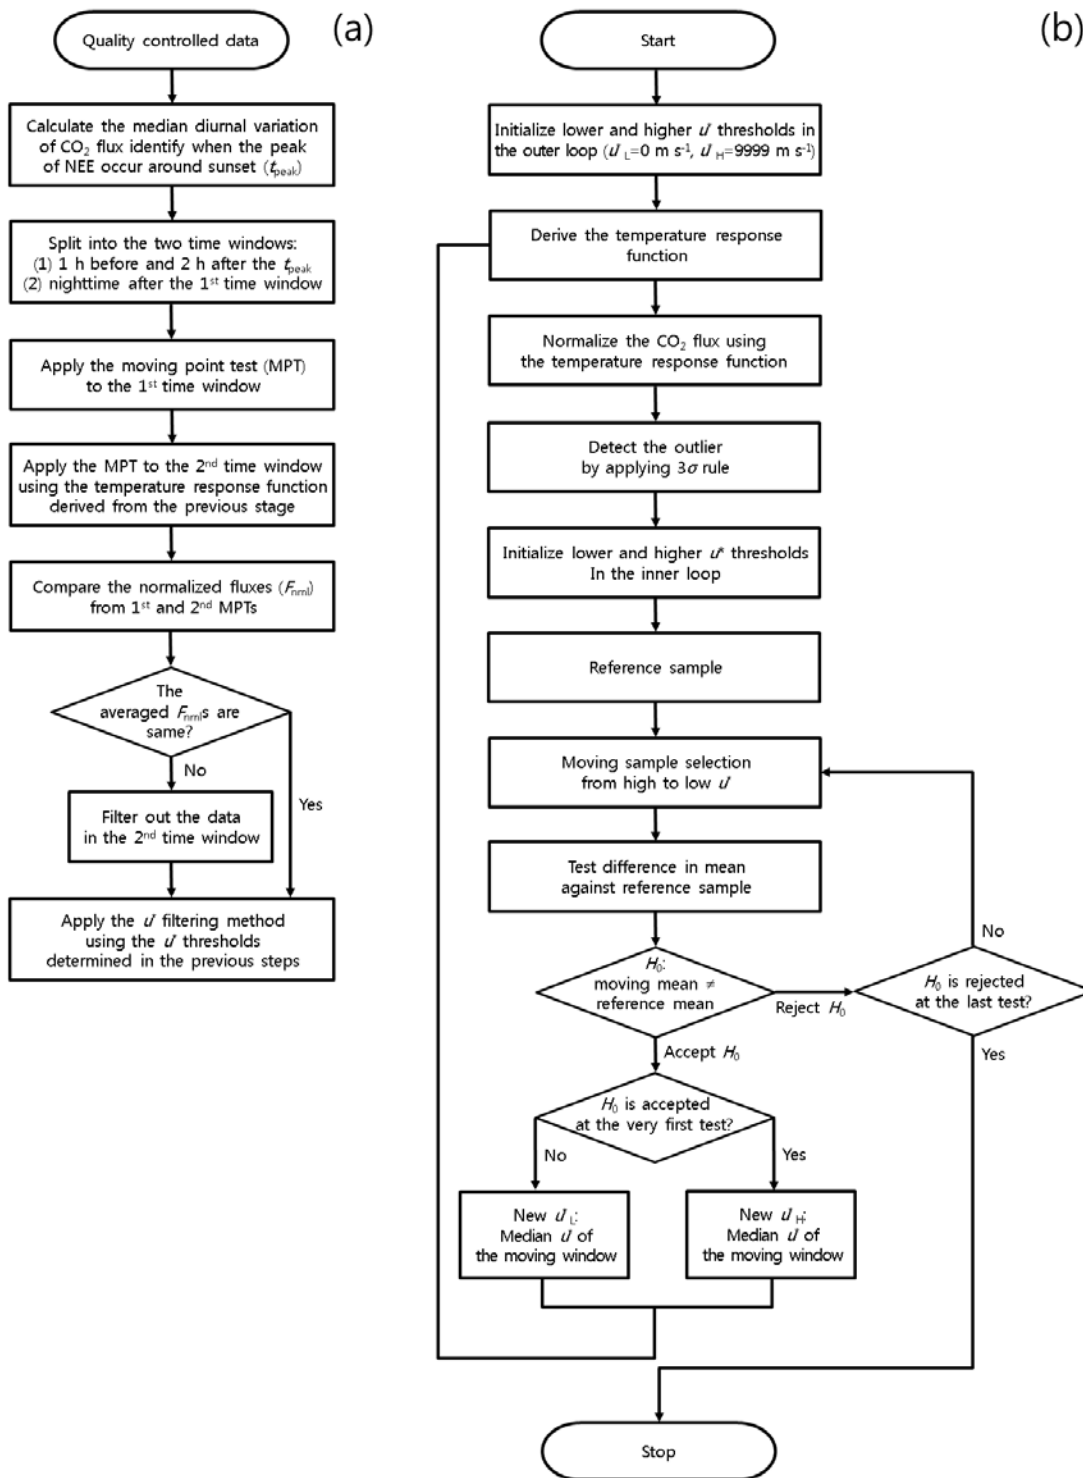 (a)
Quality controlled data
Calculate the median diurnal variation
of CO₂ flux identify when the peak
of NEE occur around sunset (t_peak)
Split into the two time windows:
(1) 1 h before and 2 h after the t_peak
(2) nighttime after the 1st time window
Apply the moving point test (MPT)
to the 1st time window
Apply the MPT to the 2nd time window
using the temperature response function
derived from the previous stage
Compare the normalized fluxes (F_nrml)
from 1st and 2nd MPTs
The
averaged F_nrmls are
same?
No
Yes
Filter out the data
in the 2nd time window
Apply the u* filtering method
using the u* thresholds
determined in the previous steps
(b)
Start
Initialize lower and higher u* thresholds in
the outer loop (u*_L=0 m s⁻¹, u*_H=9999 m s⁻¹)
Derive the temperature response
function
Normalize the CO₂ flux using
the temperature response function
Detect the outlier
by applying 3σ rule
Initialize lower and higher u* thresholds
In the inner loop
Reference sample
Moving sample selection
from high to low u*
Test difference in mean
against reference sample
H₀:
moving mean ≠
reference mean
Reject H₀
H₀ is rejected
at the last test?
No
Yes
Accept H₀
H₀ is accepted
at the very first test?
No
Yes
New u*_L:
Median u* of
the moving window
New u*_H:
Median u* of
the moving window
Stop